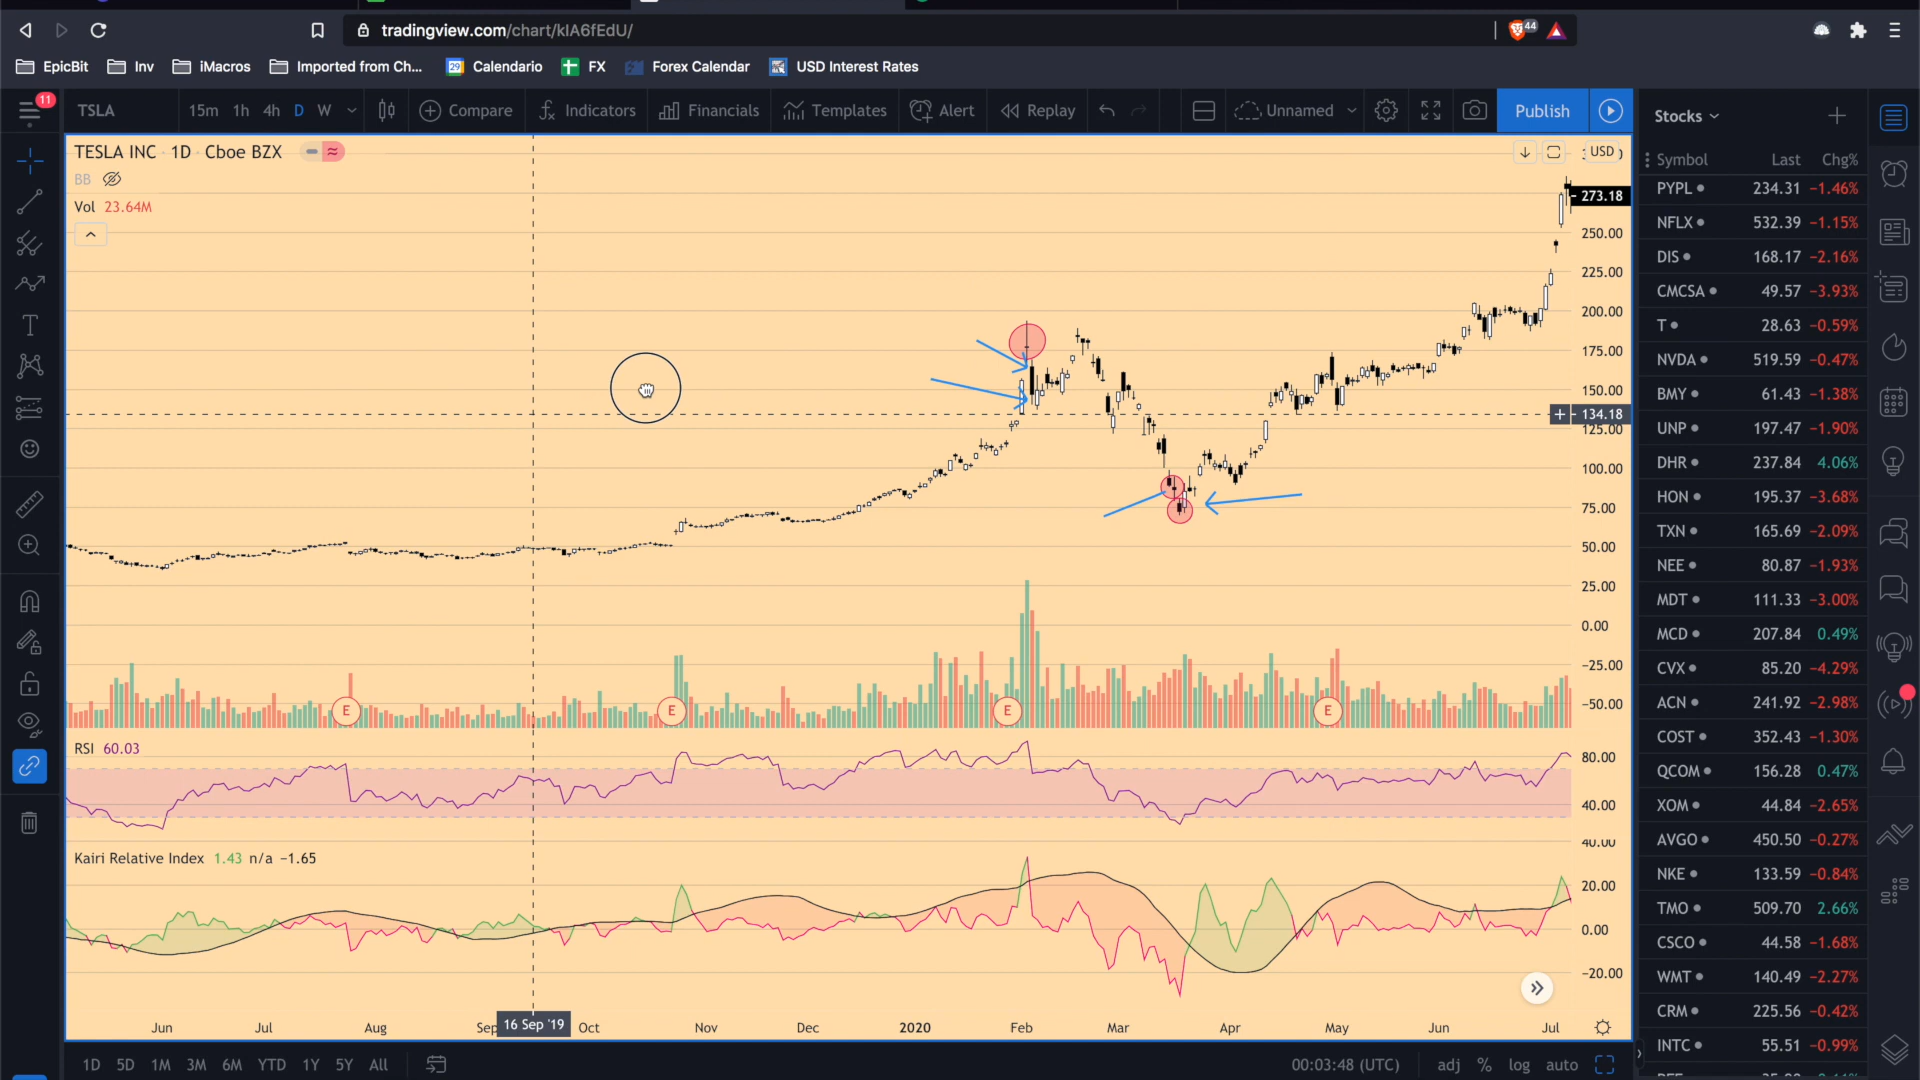 tradingview.com/chart/kIA6fEdU/
44
EpicBit Inv iMacros Imported from Ch... 29 Calendario FX Forex Calendar USD Interest Rates
11
TSLA 15m 1h 4h D W Compare Indicators Financials Templates Alert Replay Unnamed Publish
TESLA INC · 1D · Cboe BZX
USD
BB
Vol 23.64M
273.18
250.00
225.00
200.00
175.00
150.00
134.18
125.00
100.00
75.00
50.00
25.00
0.00
−25.00
−50.00
E E E E
RSI 60.03
80.00
40.00
Kairi Relative Index 1.43 n/a −1.65
40.00
20.00
0.00
−20.00
Jun Jul Aug Sep 16 Sep '19 Oct Nov Dec 2020 Feb Mar Apr May Jun Jul
1D 5D 1M 3M 6M YTD 1Y 5Y All 00:03:48 (UTC) adj % log auto
Stocks
Symbol Last Chg%
PYPL 234.31 −1.46%
NFLX 532.39 −1.15%
DIS 168.17 −2.16%
CMCSA 49.57 −3.93%
T 28.63 −0.59%
NVDA 519.59 −0.47%
BMY 61.43 −1.38%
UNP 197.47 −1.90%
DHR 237.84 4.06%
HON 195.37 −3.68%
TXN 165.69 −2.09%
NEE 80.87 −1.93%
MDT 111.33 −3.00%
MCD 207.84 0.49%
CVX 85.20 −4.29%
ACN 241.92 −2.98%
COST 352.43 −1.30%
QCOM 156.28 0.47%
XOM 44.84 −2.65%
AVGO 450.50 −0.27%
NKE 133.59 −0.84%
TMO 509.70 2.66%
CSCO 44.58 −1.68%
WMT 140.49 −2.27%
CRM 225.56 −0.42%
INTC 55.51 −0.99%